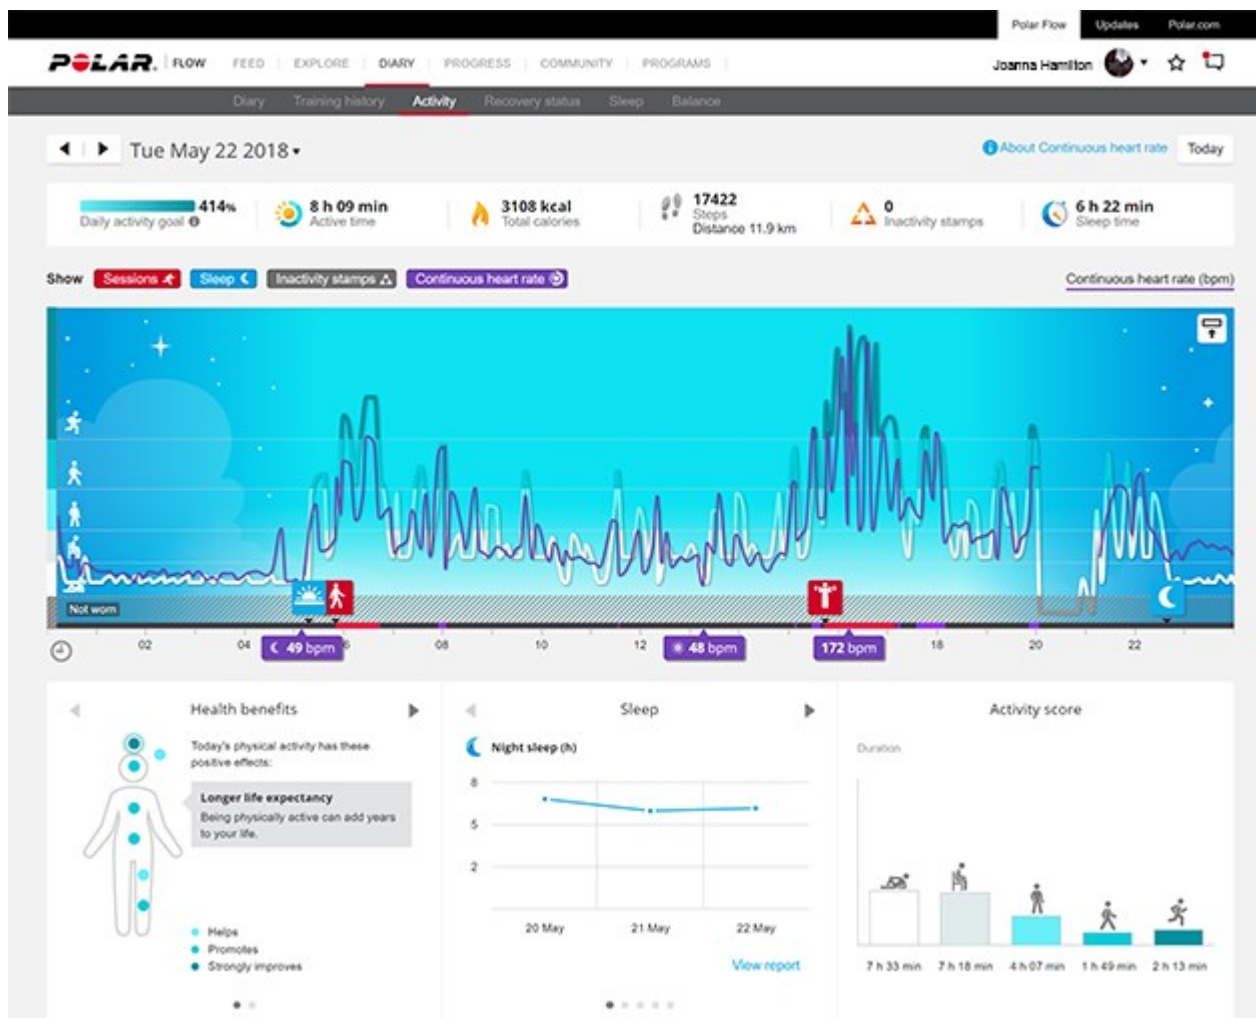 Polar Flow Updates Polar.com
POLAR. FLOW FEED EXPLORE DIARY PROGRESS COMMUNITY PROGRAMS Joanna Hamilton
Diary Training history Activity Recovery status Sleep Balance
Tue May 22 2018 About Continuous heart rate Today
414% 8 h 09 min 3108 kcal 17422 0 6 h 22 min
Daily activity goal Active time Total calories Steps Inactivity stamps Sleep time
Distance 11.9 km
Show Sessions Sleep Inactivity stamps Continuous heart rate Continuous heart rate (bpm)
Not worn
02 04 6 08 10 12 18 20 22
49 bpm 48 bpm 172 bpm
Health benefits
Today's physical activity has these
positive effects:
Longer life expectancy
Being physically active can add years
to your life.
Helps
Promotes
Strongly improves
Sleep
Night sleep (h)
8
5
2
20 May 21 May 22 May
View report
Activity score
Duration
7 h 33 min 7 h 18 min 4 h 07 min 1 h 49 min 2 h 13 min